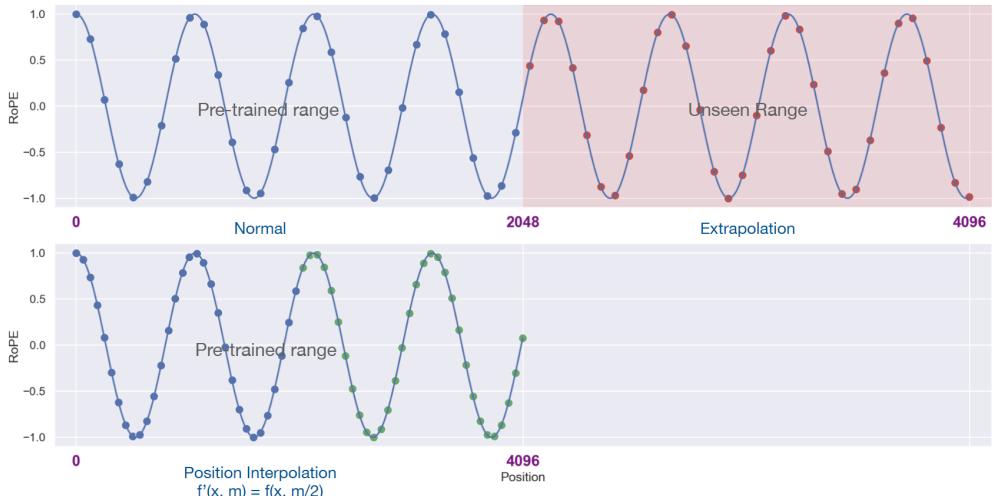 1.0
0.5
0.0
−0.5
−1.0
RoPE
Pre-trained range
Unseen Range
0
2048
4096
Normal
Extrapolation
1.0
0.5
0.0
−0.5
−1.0
RoPE
Pre-trained range
0
4096
Position
Position Interpolation
f'(x, m) = f(x, m/2)